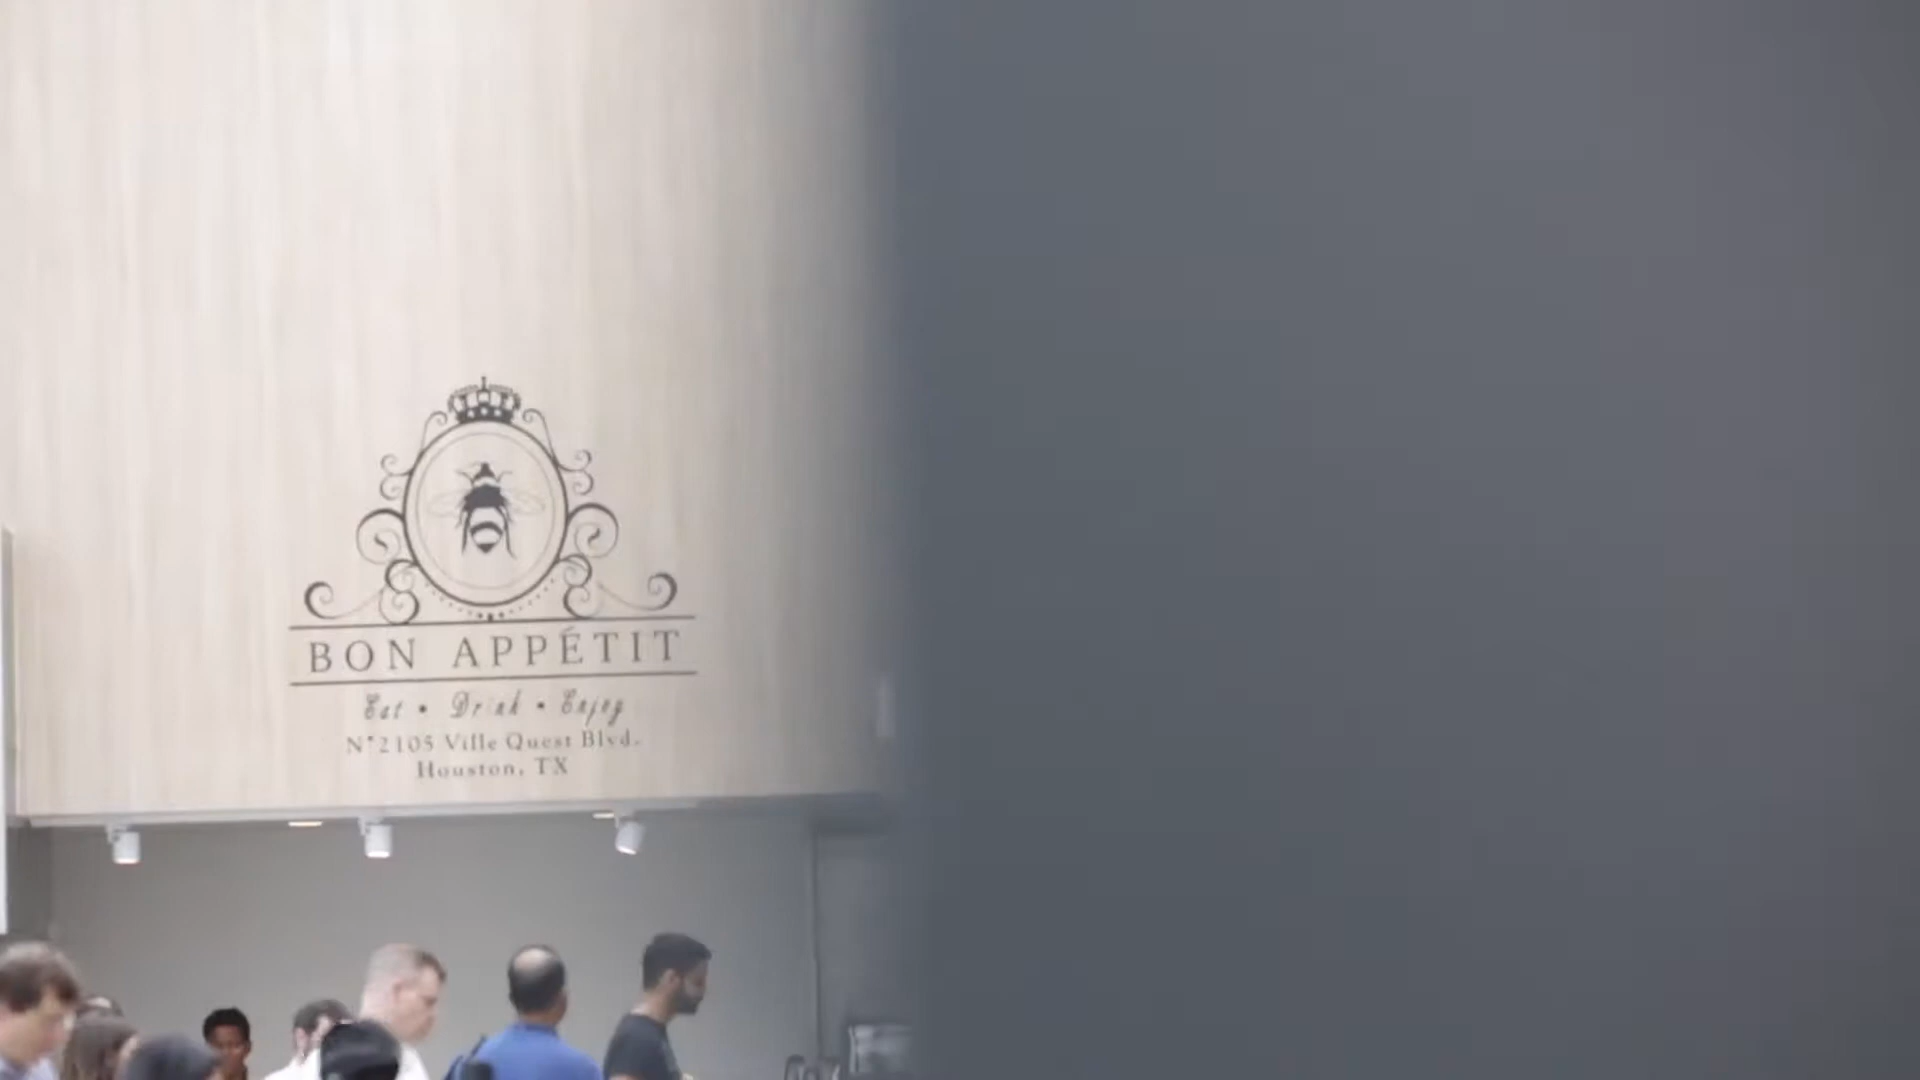 BON APPÉTIT
Eat • Drink • Enjoy
N°2105 Ville Quest Blvd.
Houston, TX